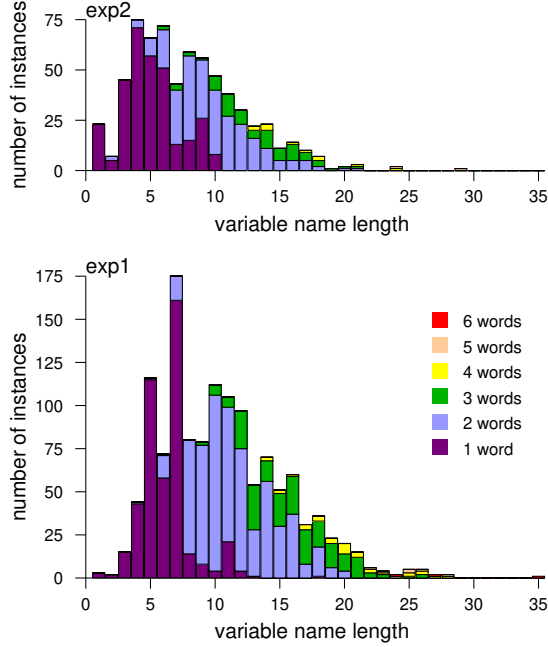 exp2
number of instances
75
50
25
0
0 5 10 15 20 25 30 35
variable name length
exp1
number of instances
175
150
125
100
75
50
25
0
6 words
5 words
4 words
3 words
2 words
1 word
0 5 10 15 20 25 30 35
variable name length